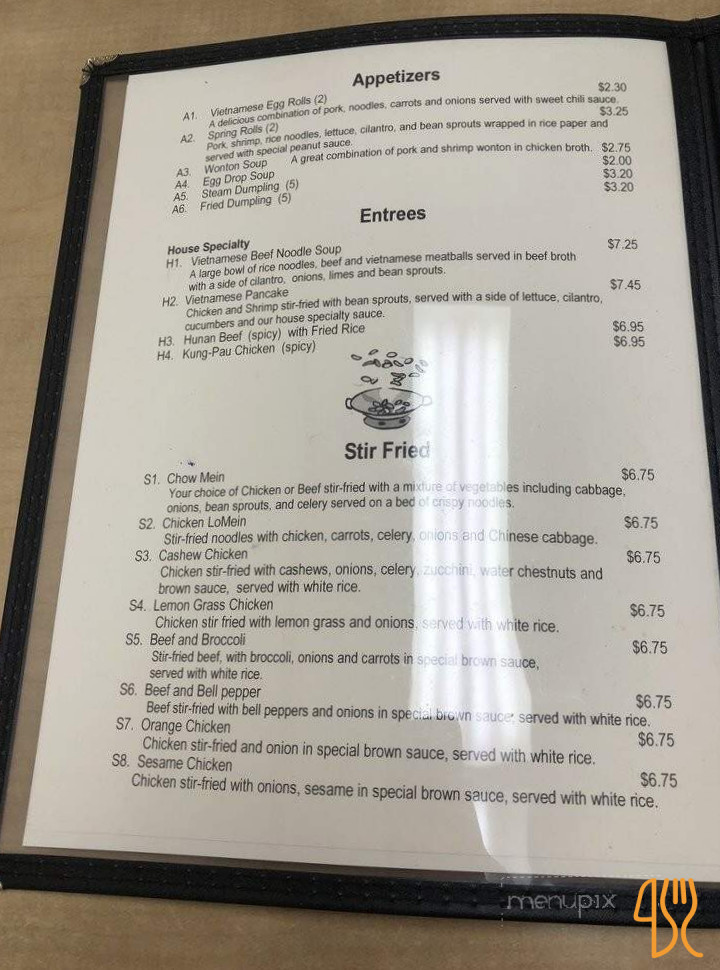 Appetizers
A1. Vietnamese Egg Rolls (2) $2.30
A delicious combination of pork, noodles, carrots and onions served with sweet chili sauce.
A2. Spring Rolls (2) $3.25
Pork, shrimp, rice noodles, lettuce, cilantro, and bean sprouts wrapped in rice paper and
served with special peanut sauce.
A3. Wonton Soup A great combination of pork and shrimp wonton in chicken broth. $2.75
A4. Egg Drop Soup $2.00
A5. Steam Dumpling (5) $3.20
A6. Fried Dumpling (5) $3.20
Entrees
House Specialty
H1. Vietnamese Beef Noodle Soup $7.25
A large bowl of rice noodles, beef and vietnamese meatballs served in beef broth
with a side of cilantro, onions, limes and bean sprouts.
H2. Vietnamese Pancake $7.45
Chicken and Shrimp stir-fried with bean sprouts, served with a side of lettuce, cilantro,
cucumbers and our house specialty sauce.
H3. Hunan Beef (spicy) with Fried Rice $6.95
H4. Kung-Pau Chicken (spicy) $6.95
Stir Fried
S1. Chow Mein $6.75
Your choice of Chicken or Beef stir-fried with a mixture of vegetables including cabbage,
onions, bean sprouts, and celery served on a bed of crispy noodles.
S2. Chicken LoMein $6.75
Stir-fried noodles with chicken, carrots, celery, onions and Chinese cabbage.
S3. Cashew Chicken $6.75
Chicken stir-fried with cashews, onions, celery, zucchini, water chestnuts and
brown sauce, served with white rice.
S4. Lemon Grass Chicken $6.75
Chicken stir fried with lemon grass and onions, served with white rice.
S5. Beef and Broccoli $6.75
Stir-fried beef, with broccoli, onions and carrots in special brown sauce,
served with white rice.
S6. Beef and Bell pepper $6.75
Beef stir-fried with bell peppers and onions in special brown sauce, served with white rice.
S7. Orange Chicken $6.75
Chicken stir-fried and onion in special brown sauce, served with white rice.
S8. Sesame Chicken $6.75
Chicken stir-fried with onions, sesame in special brown sauce, served with white rice.
menupix